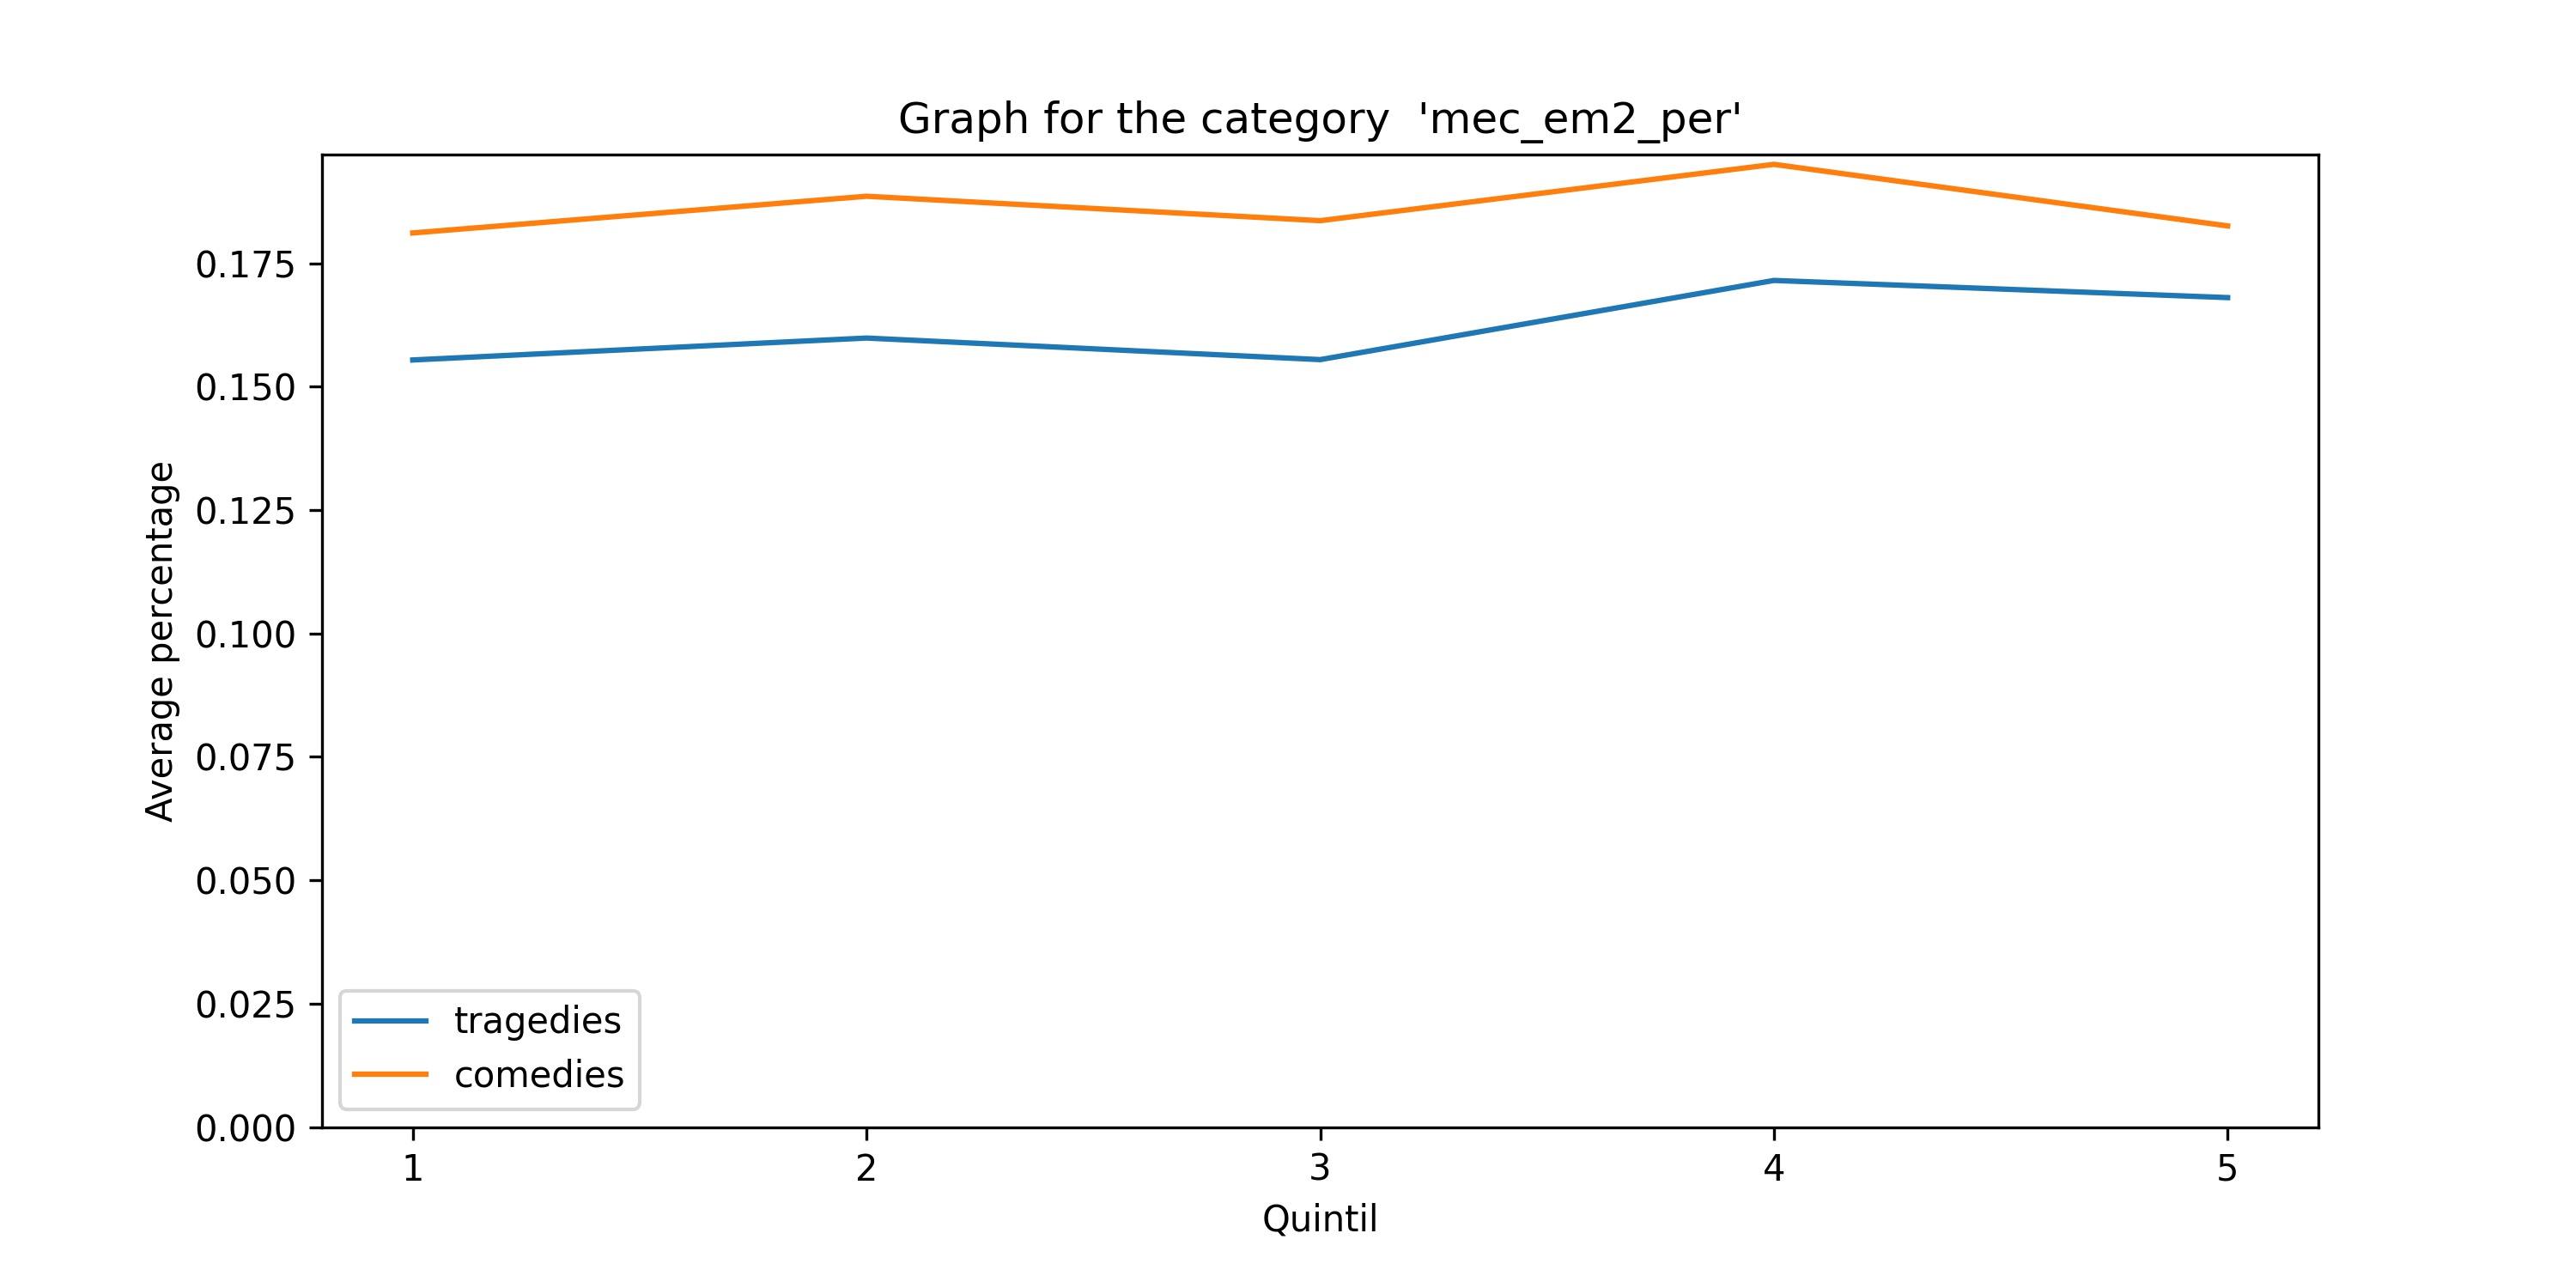 Graph for the category  'mec_em2_per'
Average percentage
0.175
0.150
0.125
0.100
0.075
0.050
0.025
0.000
tragedies
comedies
1 2 3 4 5
Quintil